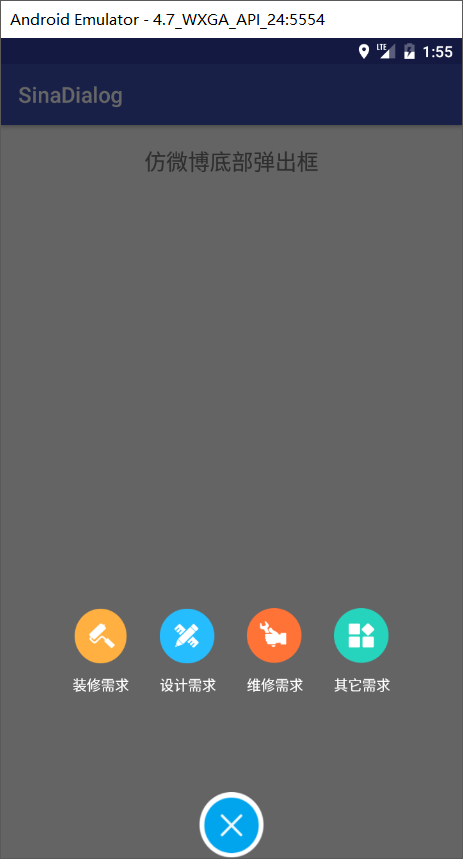 Android Emulator - 4.7_WXGA_API_24:5554
LTE 1:55
SinaDialog
仿微博底部弹出框
装修需求 设计需求 维修需求 其它需求